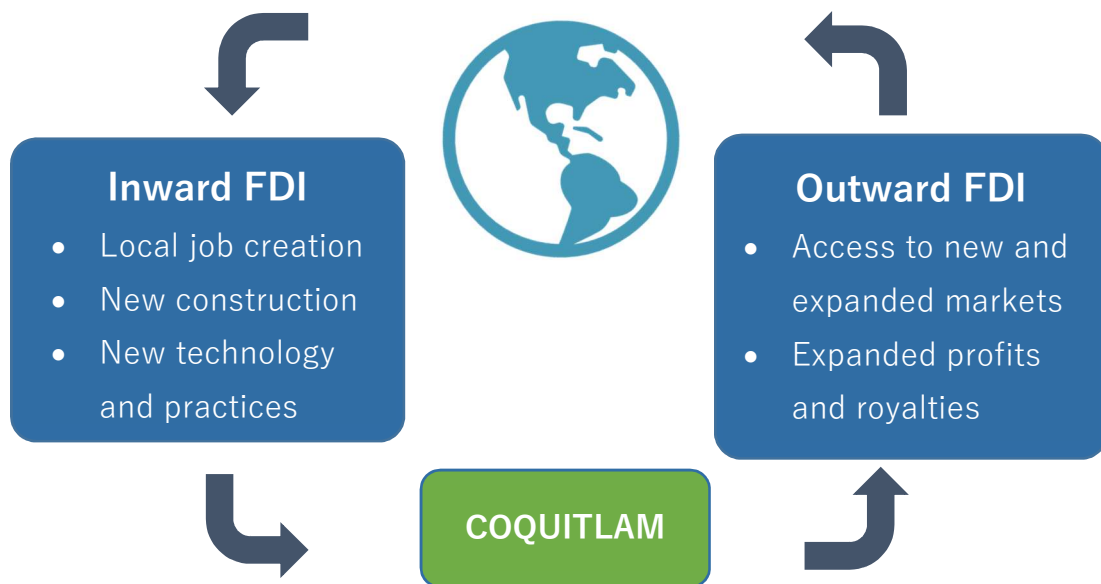 Inward FDI
• Local job creation
• New construction
• New technology
and practices
Outward FDI
• Access to new and
expanded markets
• Expanded profits
and royalties
COQUITLAM